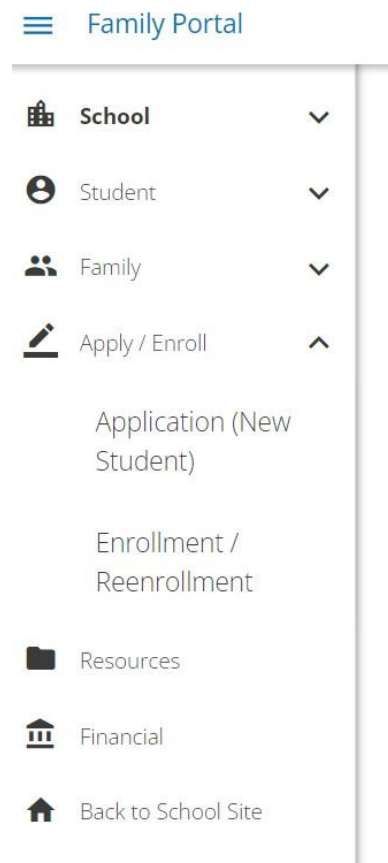 Family Portal
School
Student
Family
Apply / Enroll
Application (New
Student)
Enrollment /
Reenrollment
Resources
Financial
Back to School Site